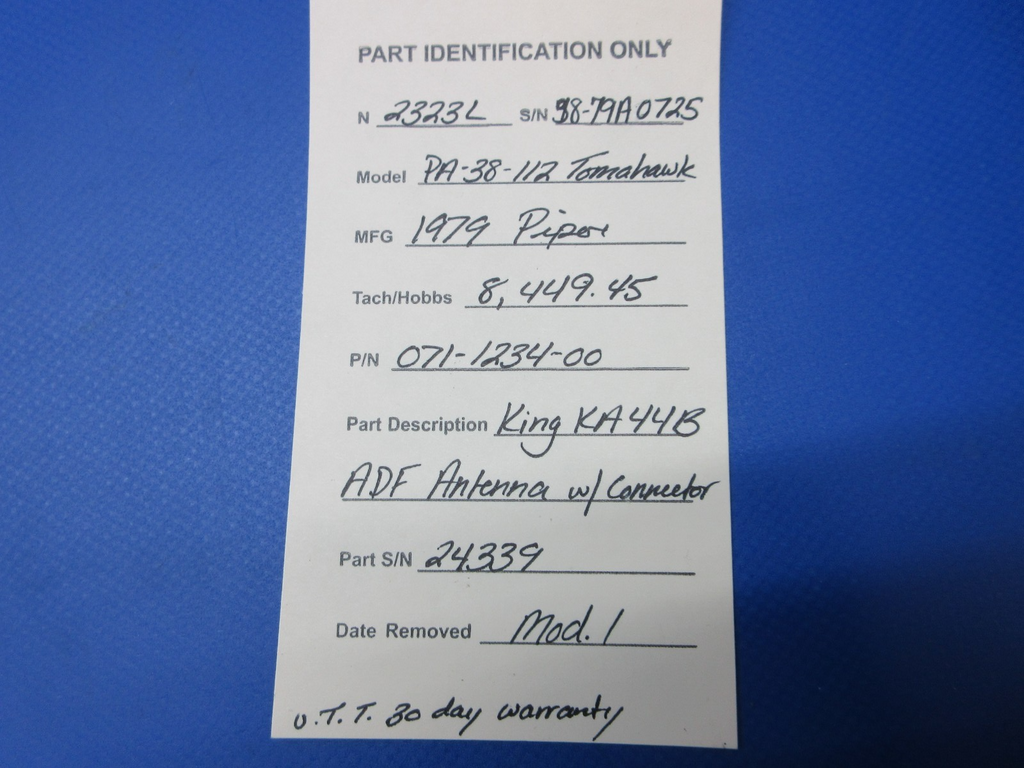 PART IDENTIFICATION ONLY
N 2323L S/N 38-79A0725
Model PA-38-112 Tomahawk
MFG 1979 Piper
Tach/Hobbs 8,449.45
P/N 071-1234-00
Part Description King KA44B
ADF Antenna w/ Connector
Part S/N 24339
Date Removed Mod. 1
U.T.T. 30 day warranty